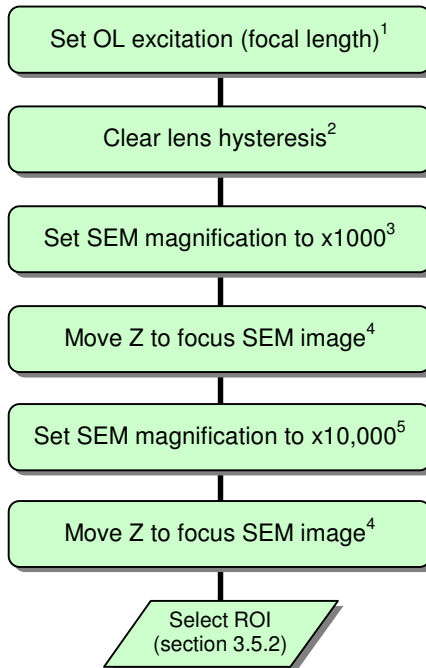 Set OL excitation (focal length)¹
Clear lens hysteresis²
Set SEM magnification to x1000³
Move Z to focus SEM image⁴
Set SEM magnification to x10,000⁵
Move Z to focus SEM image⁴
Select ROI
(section 3.5.2)